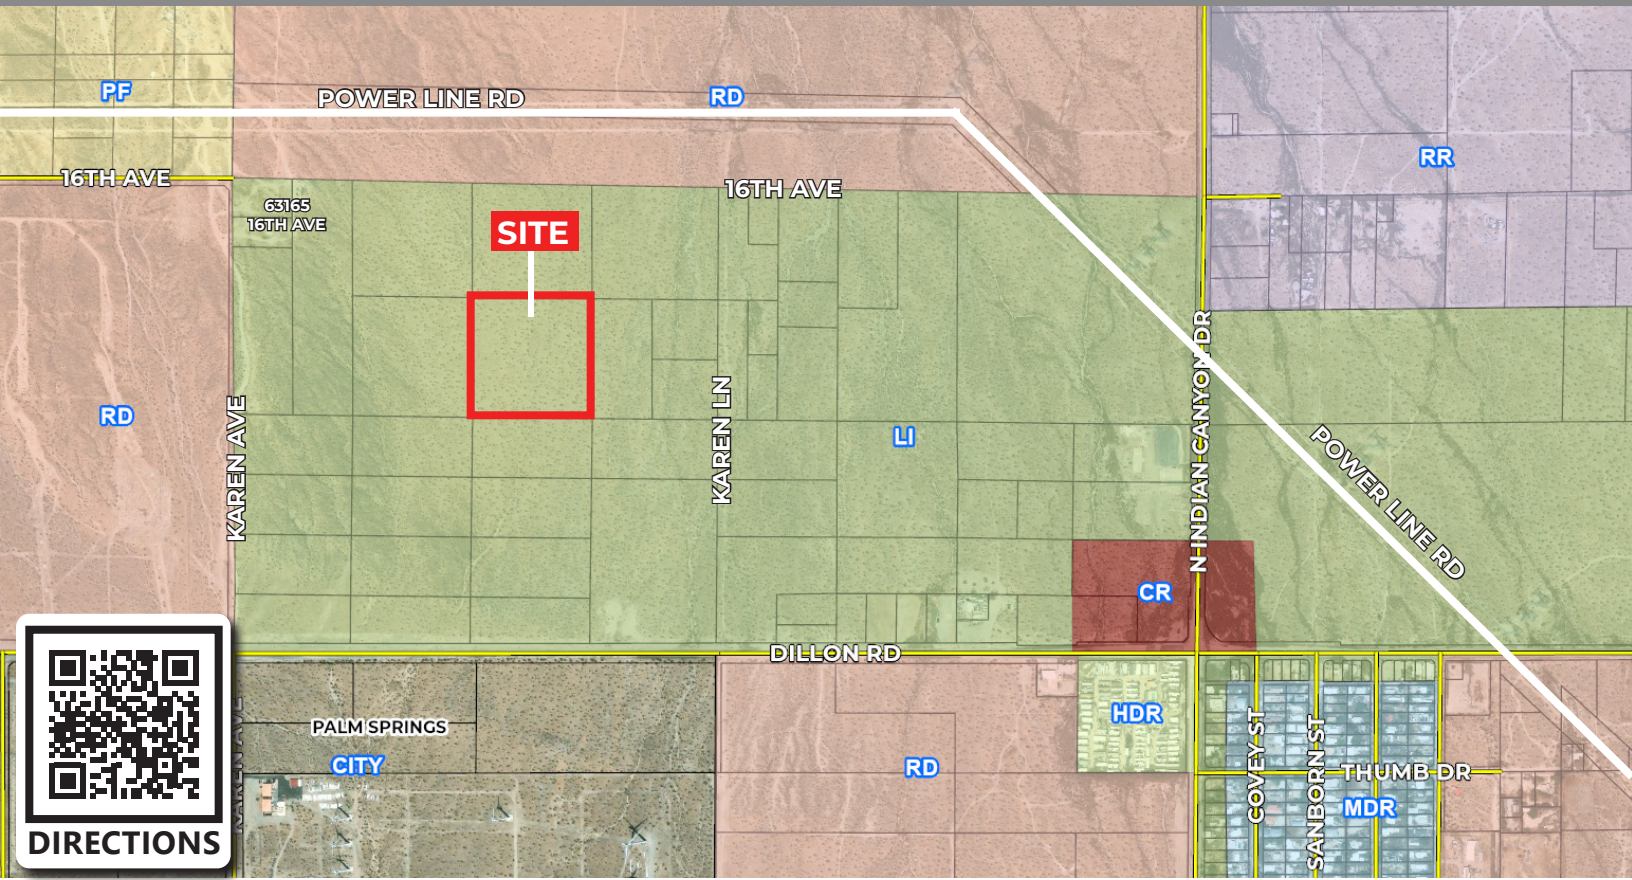 PF
POWER LINE RD
RD
RR
16TH AVE
16TH AVE
63165
16TH AVE
SITE
N INDIAN CANYON DR
KAREN LN
KAREN AVE
RD
LI
POWER LINE RD
CR
DILLON RD
KAREN AVE
PALM SPRINGS
CITY
RD
HDR
COVEY ST
SANBORN ST
THUMB DR
MDR
DIRECTIONS